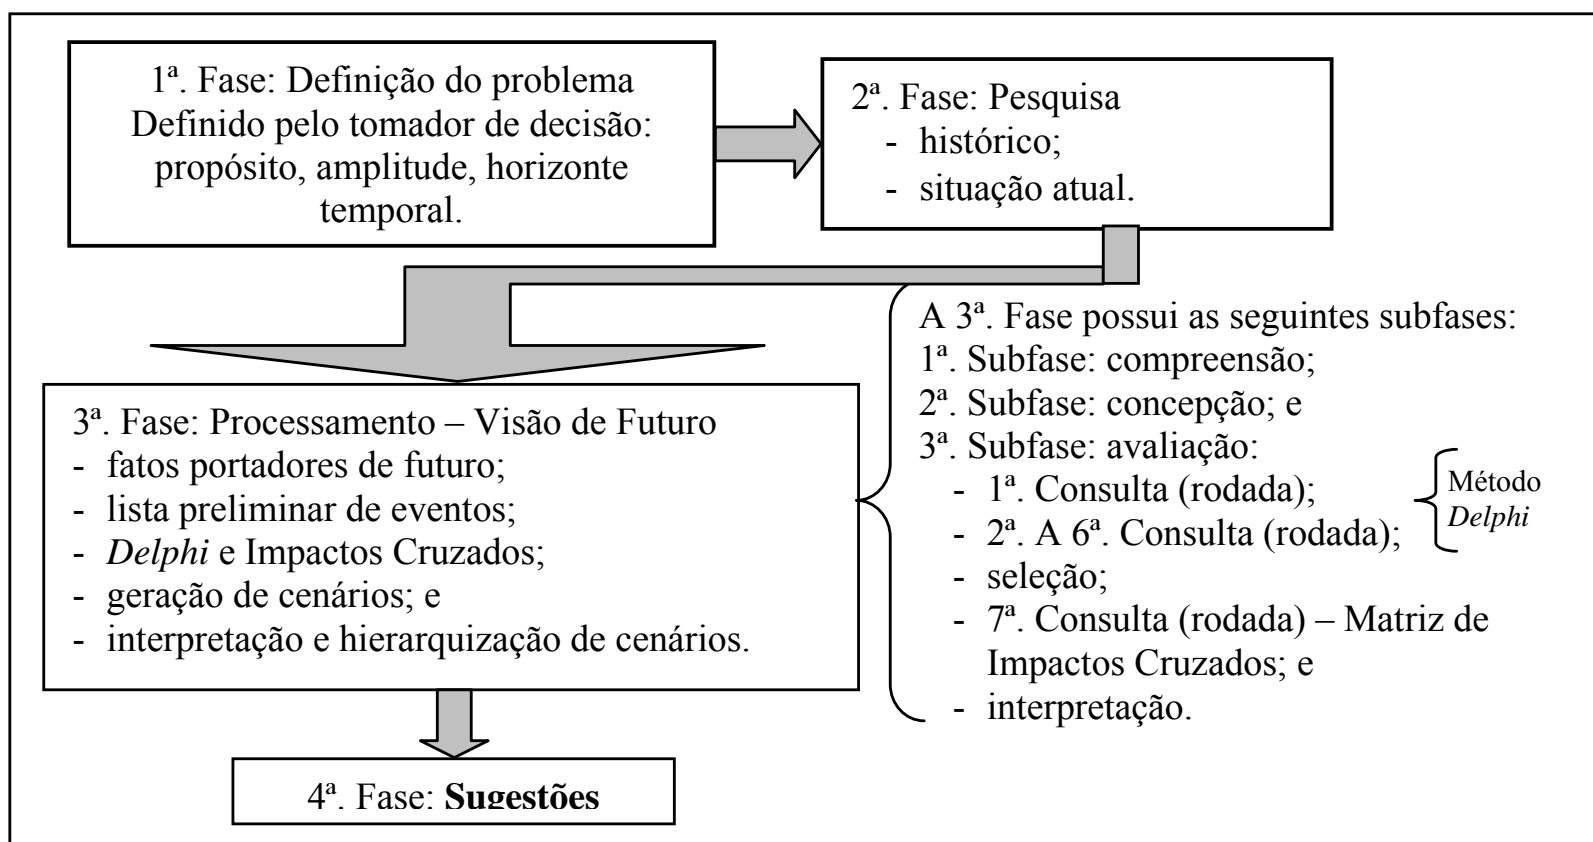 1ª. Fase: Definição do problema
Definido pelo tomador de decisão:
propósito, amplitude, horizonte
temporal.
2ª. Fase: Pesquisa
- histórico;
- situação atual.
A 3ª. Fase possui as seguintes subfases:
1ª. Subfase: compreensão;
2ª. Subfase: concepção; e
3ª. Subfase: avaliação:
- 1ª. Consulta (rodada);
- 2ª. A 6ª. Consulta (rodada);
- seleção;
- 7ª. Consulta (rodada) – Matriz de
Impactos Cruzados; e
- interpretação.
Método
Delphi
3ª. Fase: Processamento – Visão de Futuro
- fatos portadores de futuro;
- lista preliminar de eventos;
- Delphi e Impactos Cruzados;
- geração de cenários; e
- interpretação e hierarquização de cenários.
4ª. Fase: Sugestões